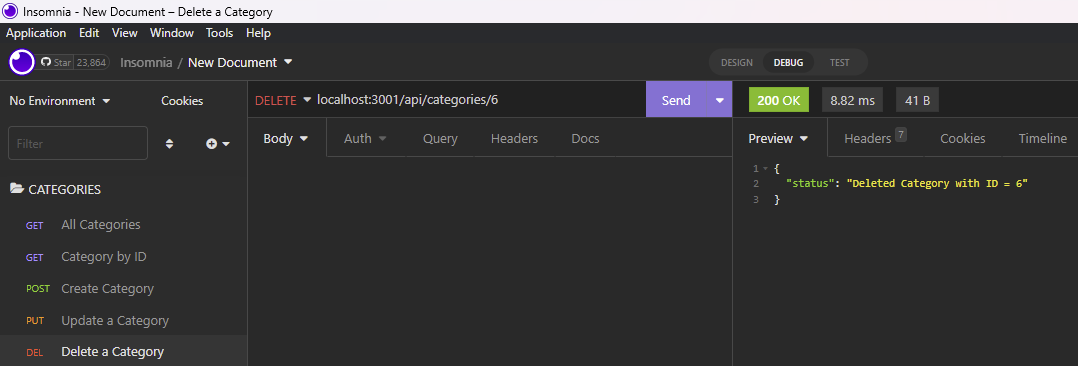 Insomnia - New Document – Delete a Category
Application Edit View Window Tools Help
Star 23,864 Insomnia / New Document DESIGN DEBUG TEST
No Environment Cookies DELETE localhost:3001/api/categories/6 Send 200 OK 8.82 ms 41 B
Filter Body Auth Query Headers Docs Preview Headers 7 Cookies Timeline
1 {
2 "status": "Deleted Category with ID = 6"
3 }
CATEGORIES
GET All Categories
GET Category by ID
POST Create Category
PUT Update a Category
DEL Delete a Category